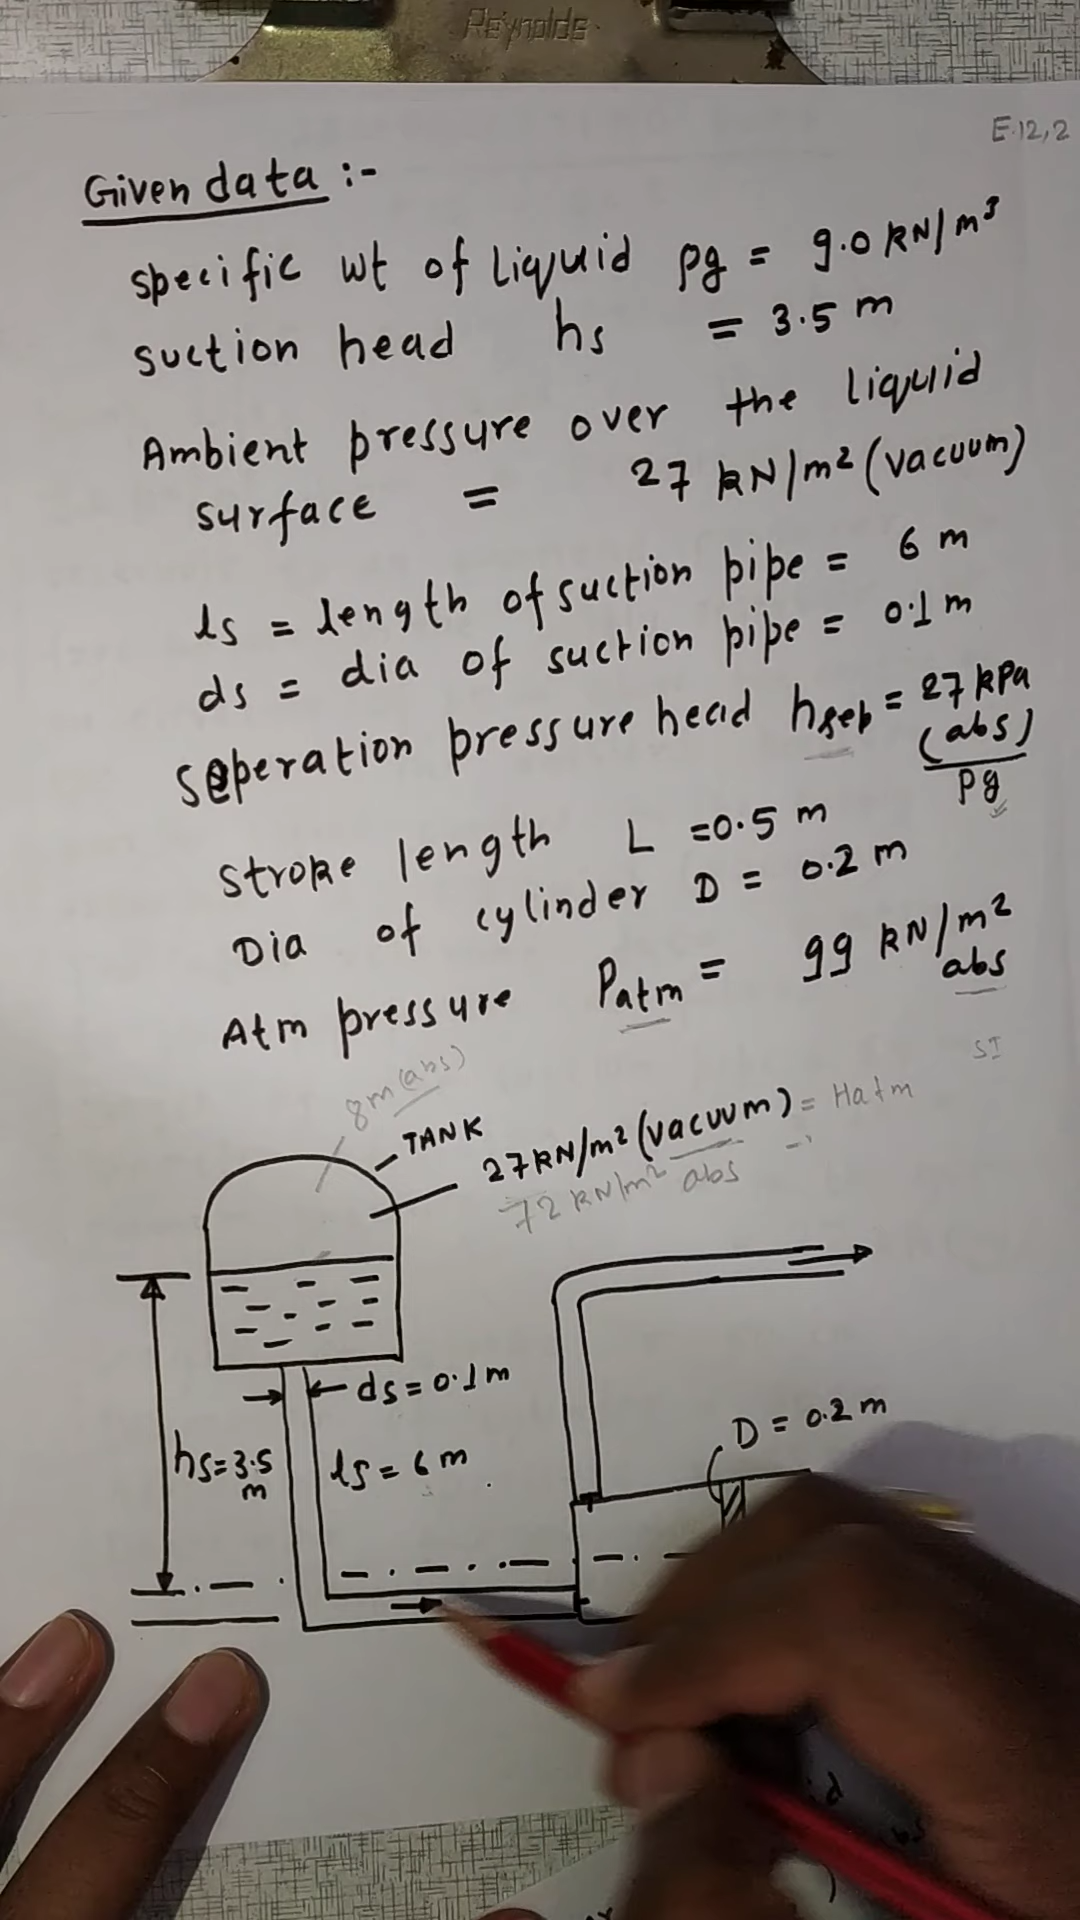 Reynolds
E.12,2
Given data :-
specific wt of liquid ρg = 9.0 kN/m³
suction head hs = 3.5 m
Ambient pressure over the liquid
surface = 27 kN/m² (vacuum)
ls = length of suction pipe = 6 m
ds = dia of suction pipe = 0.1 m
seperation pressure head hsep = 27 kPa
(abs)
ρg
stroke length L = 0.5 m
Dia of cylinder D = 0.2 m
Atm pressure Patm = 99 kN/m²
abs
SI
8m (abs)
TANK
27 kN/m² (vacuum) = Hatm
72 kN/m² abs
ds = 0.1 m
D = 0.2 m
hs = 3.5
m
ls = 6 m